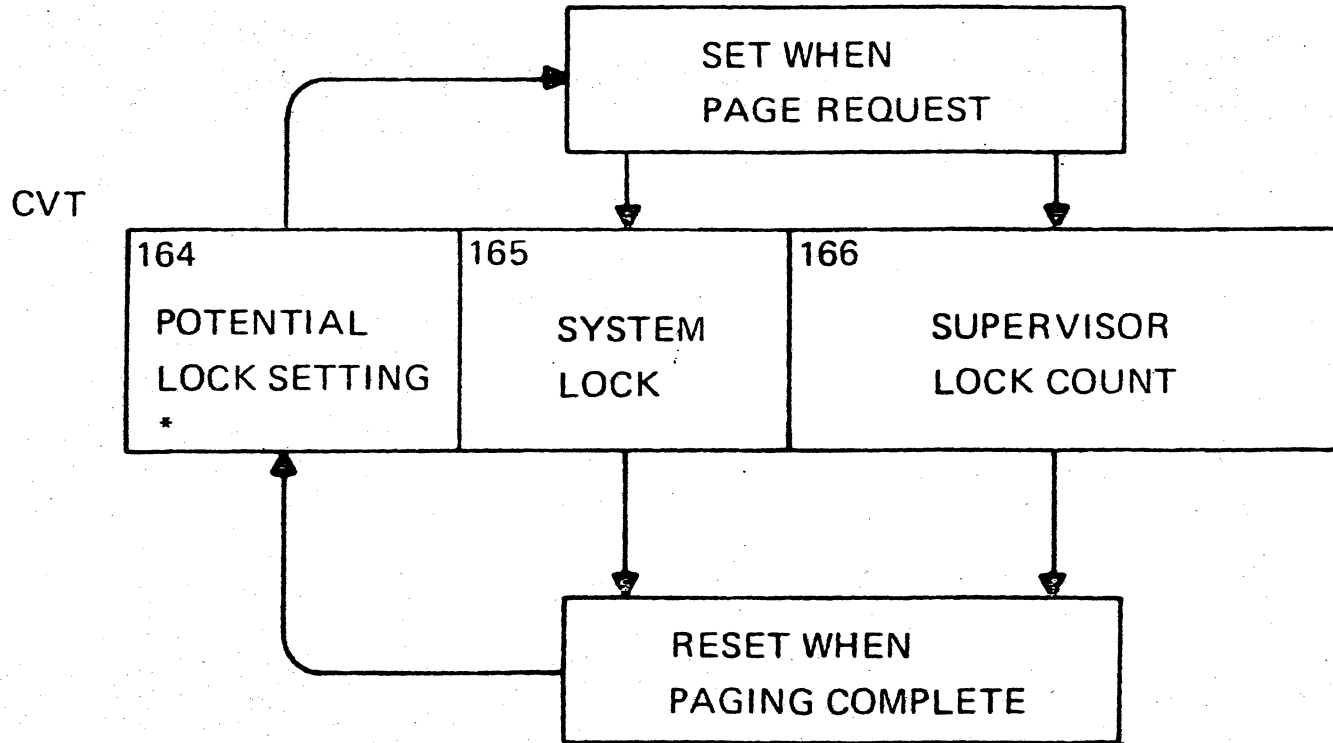 SET WHEN
PAGE REQUEST
CVT
164
POTENTIAL
LOCK SETTING
*
165
SYSTEM
LOCK
166
SUPERVISOR
LOCK COUNT
RESET WHEN
PAGING COMPLETE